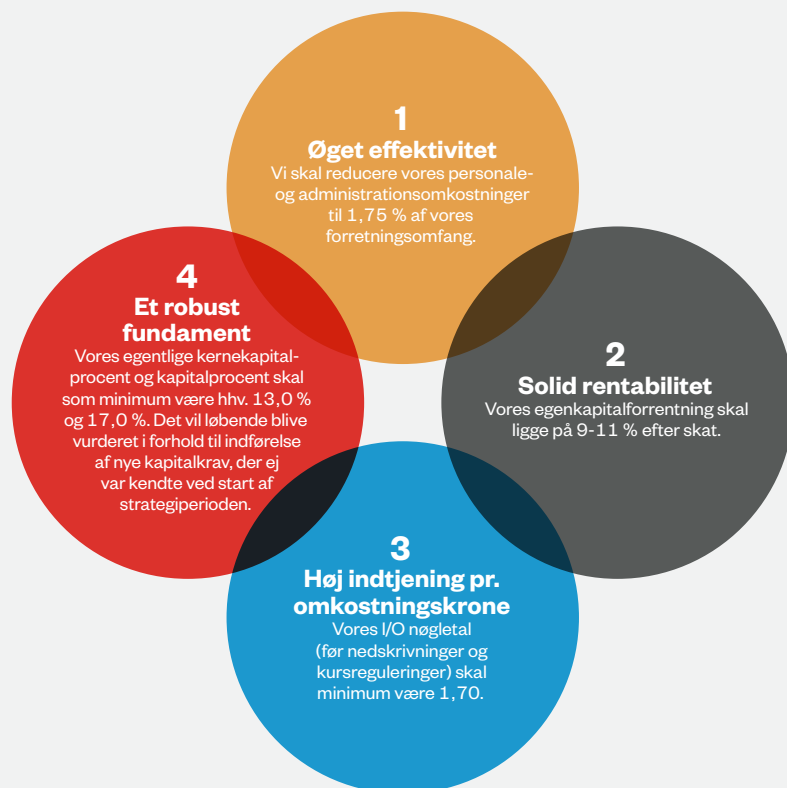 1
Øget effektivitet
Vi skal reducere vores personale-
og administrationsomkostninger
til 1,75 % af vores
forretningsomfang.
2
Solid rentabilitet
Vores egenkapitalforrentning skal
ligge på 9-11 % efter skat.
3
Høj indtjening pr.
omkostningskrone
Vores I/O nøgletal
(før nedskrivninger og
kursreguleringer) skal
minimum være 1,70.
4
Et robust
fundament
Vores egentlige kernekapital-
procent og kapitalprocent skal
som minimum være hhv. 13,0 %
og 17,0 %. Det vil løbende blive
vurderet i forhold til indførelse
af nye kapitalkrav, der ej
var kendte ved start af
strategiperioden.